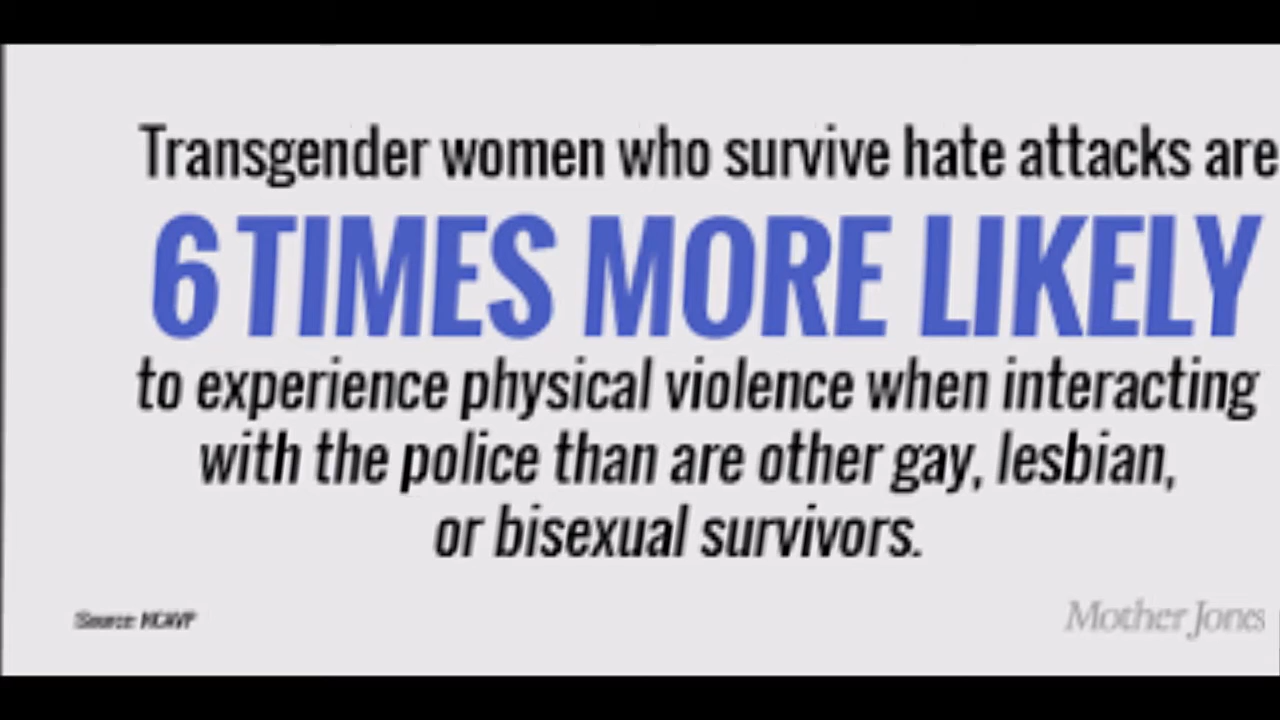 Transgender women who survive hate attacks are
6 TIMES MORE LIKELY
to experience physical violence when interacting
with the police than are other gay, lesbian,
or bisexual survivors.
Source: NCAVP
Mother Jones